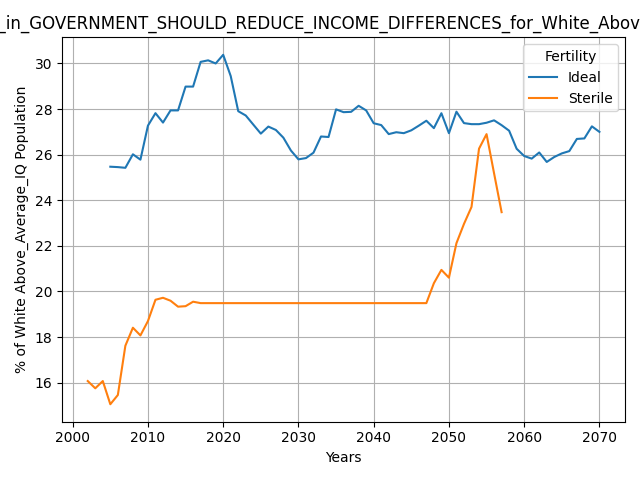 _in_GOVERNMENT_SHOULD_REDUCE_INCOME_DIFFERENCES_for_White_Abov
% of White Above_Average_IQ Population
30
28
26
24
22
20
18
16
Fertility
Ideal
Sterile
2000 2010 2020 2030 2040 2050 2060 2070
Years